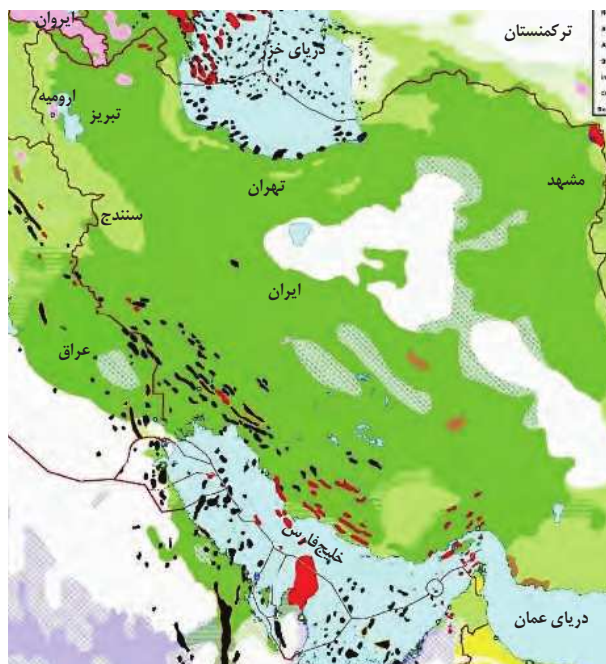 ایروان
دریای خزر
ترکمنستان
ارومیه
تبریز
مشهد
تهران
سنندج
ایران
عراق
خلیج فارس
دریای عمان